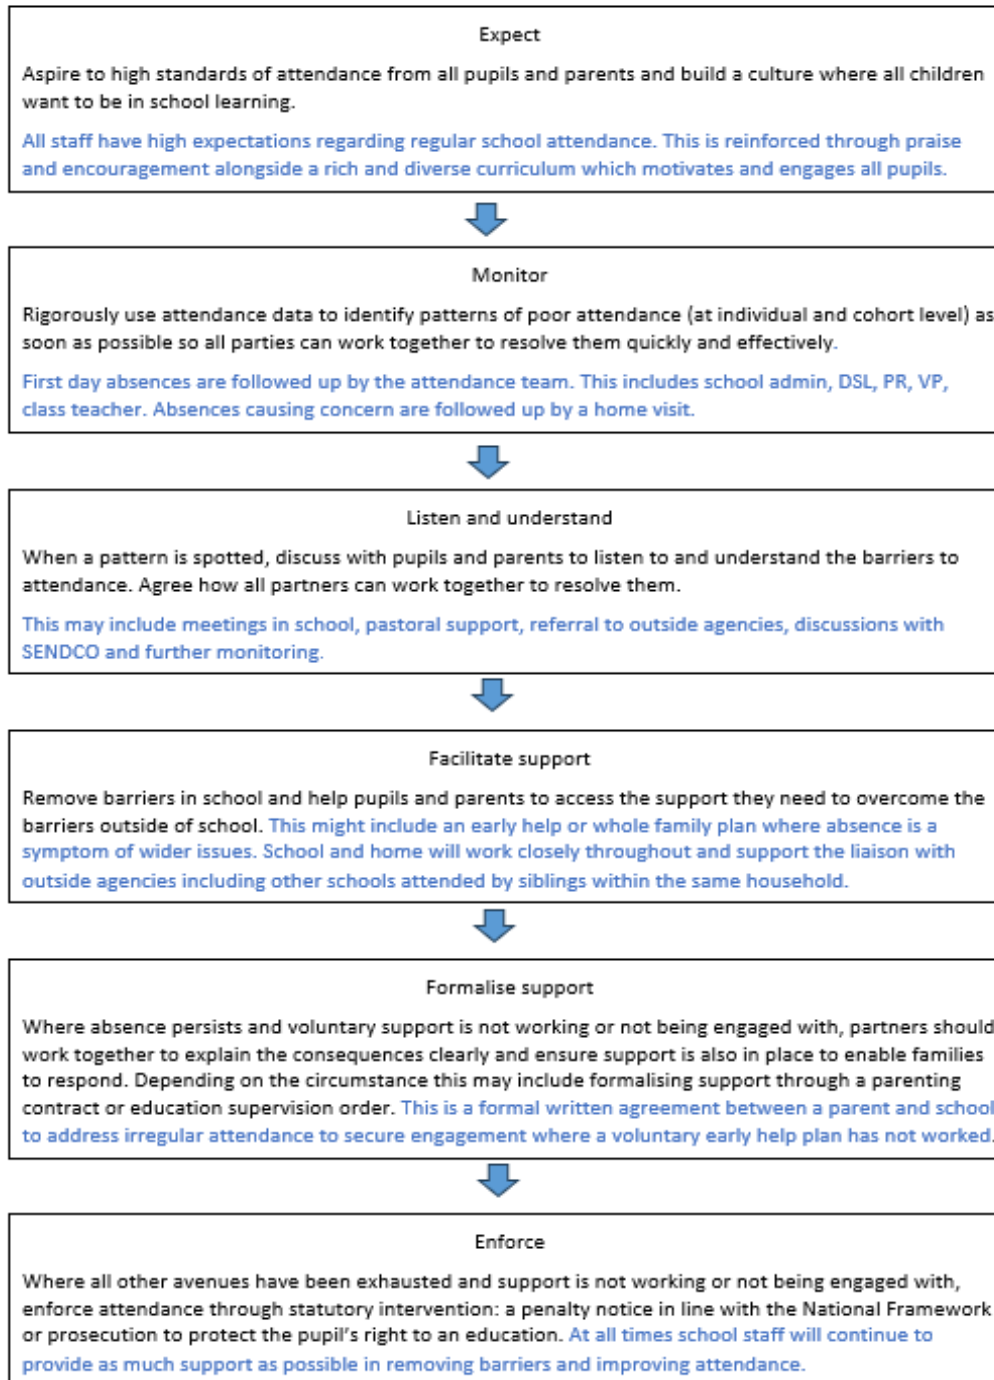 Expect
Aspire to high standards of attendance from all pupils and parents and build a culture where all children
want to be in school learning.
All staff have high expectations regarding regular school attendance. This is reinforced through praise
and encouragement alongside a rich and diverse curriculum which motivates and engages all pupils.
Monitor
Rigorously use attendance data to identify patterns of poor attendance (at individual and cohort level) as
soon as possible so all parties can work together to resolve them quickly and effectively.
First day absences are followed up by the attendance team. This includes school admin, DSL, PR, VP,
class teacher. Absences causing concern are followed up by a home visit.
Listen and understand
When a pattern is spotted, discuss with pupils and parents to listen to and understand the barriers to
attendance. Agree how all partners can work together to resolve them.
This may include meetings in school, pastoral support, referral to outside agencies, discussions with
SENDCO and further monitoring.
Facilitate support
Remove barriers in school and help pupils and parents to access the support they need to overcome the
barriers outside of school. This might include an early help or whole family plan where absence is a
symptom of wider issues. School and home will work closely throughout and support the liaison with
outside agencies including other schools attended by siblings within the same household.
Formalise support
Where absence persists and voluntary support is not working or not being engaged with, partners should
work together to explain the consequences clearly and ensure support is also in place to enable families
to respond. Depending on the circumstance this may include formalising support through a parenting
contract or education supervision order. This is a formal written agreement between a parent and school
to address irregular attendance to secure engagement where a voluntary early help plan has not worked.
Enforce
Where all other avenues have been exhausted and support is not working or not being engaged with,
enforce attendance through statutory intervention: a penalty notice in line with the National Framework
or prosecution to protect the pupil's right to an education. At all times school staff will continue to
provide as much support as possible in removing barriers and improving attendance.